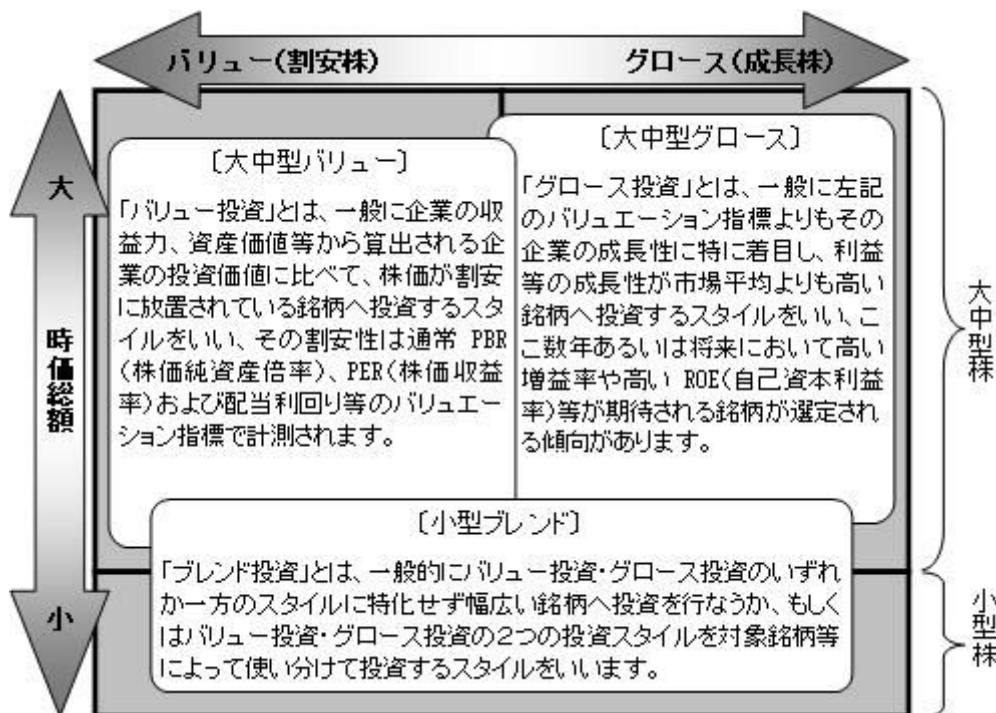 バリュー(割安株)
グロース(成長株)
大
時価総額
小
〔大中型バリュー〕
「バリュー投資」とは、一般に企業の収
益力、資産価値等から算出される企
業の投資価値に比べて、株価が割安
に放置されている銘柄へ投資するスタ
イルをいい、その割安性は通常 PBR
(株価純資産倍率)、PER(株価収益
率)および配当利回り等のバリュエー
ション指標で計測されます。
〔大中型グロース〕
「グロース投資」とは、一般に左記
のバリュエーション指標よりもその
企業の成長性に特に着目し、利益
等の成長性が市場平均よりも高い
銘柄へ投資するスタイルをいい、こ
こ数年あるいは将来において高い
増益率や高い ROE(自己資本利益
率)等が期待される銘柄が選定され
る傾向があります。
〔小型ブレンド〕
「ブレンド投資」とは、一般的にバリュー投資・グロース投資のいずれ
か一方のスタイルに特化せず幅広い銘柄へ投資を行なうか、もしく
はバリュー投資・グロース投資の2つの投資スタイルを対象銘柄等
によって使い分けて投資するスタイルをいいます。
大中型株
小型株